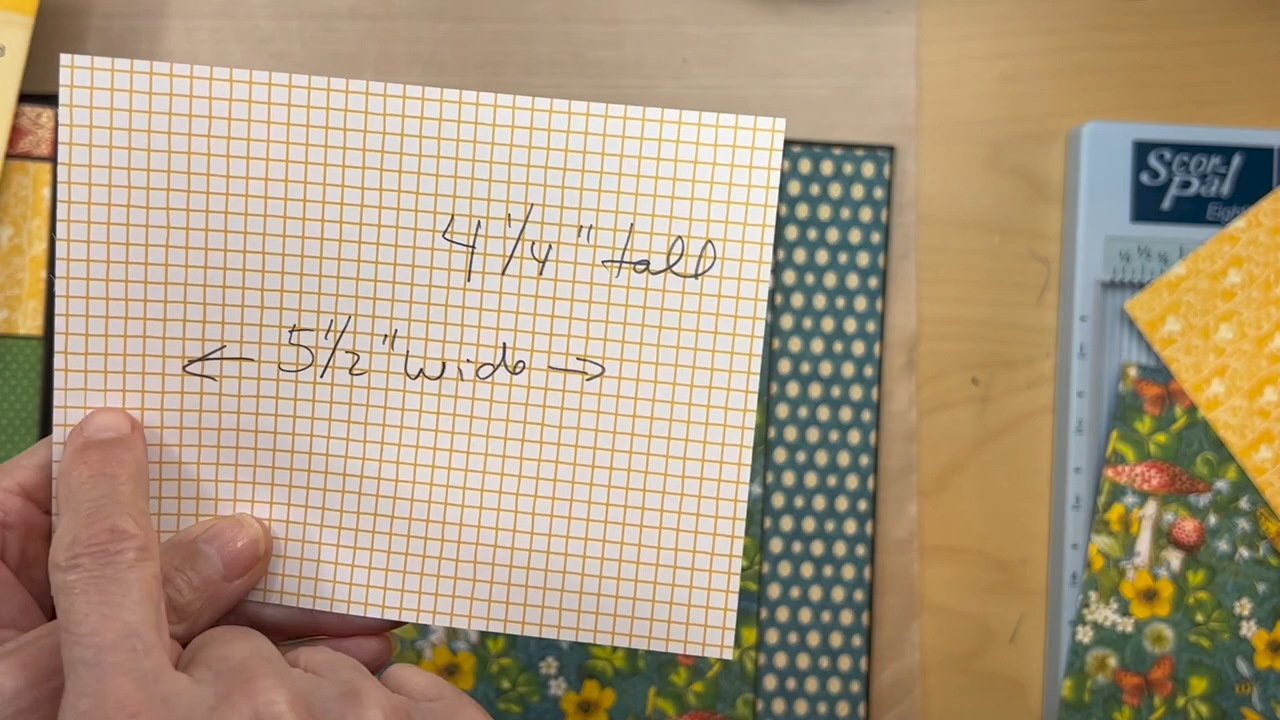 4 1/4" tall
← 5 1/2" wide →
Scor-
Pal